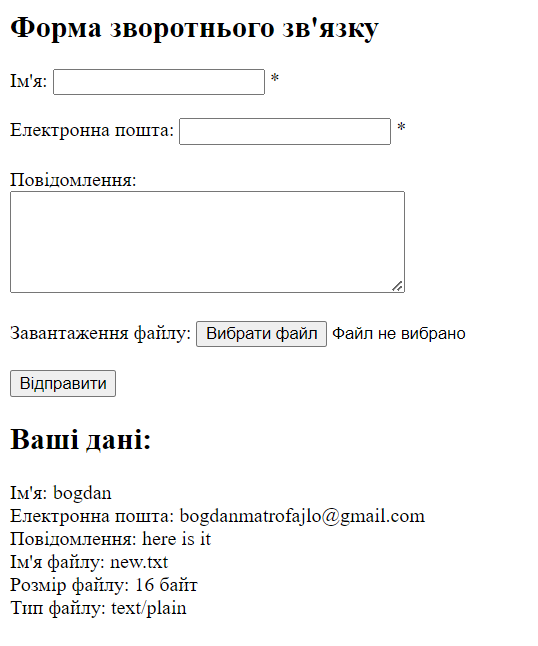 Форма зворотнього зв'язку
Ім'я: *
Електронна пошта: *
Повідомлення:
Завантаження файлу: Вибрати файл Файл не вибрано
Відправити
Ваші дані:
Ім'я: bogdan
Електронна пошта: bogdanmatrofajlo@gmail.com
Повідомлення: here is it
Ім'я файлу: new.txt
Розмір файлу: 16 байт
Тип файлу: text/plain